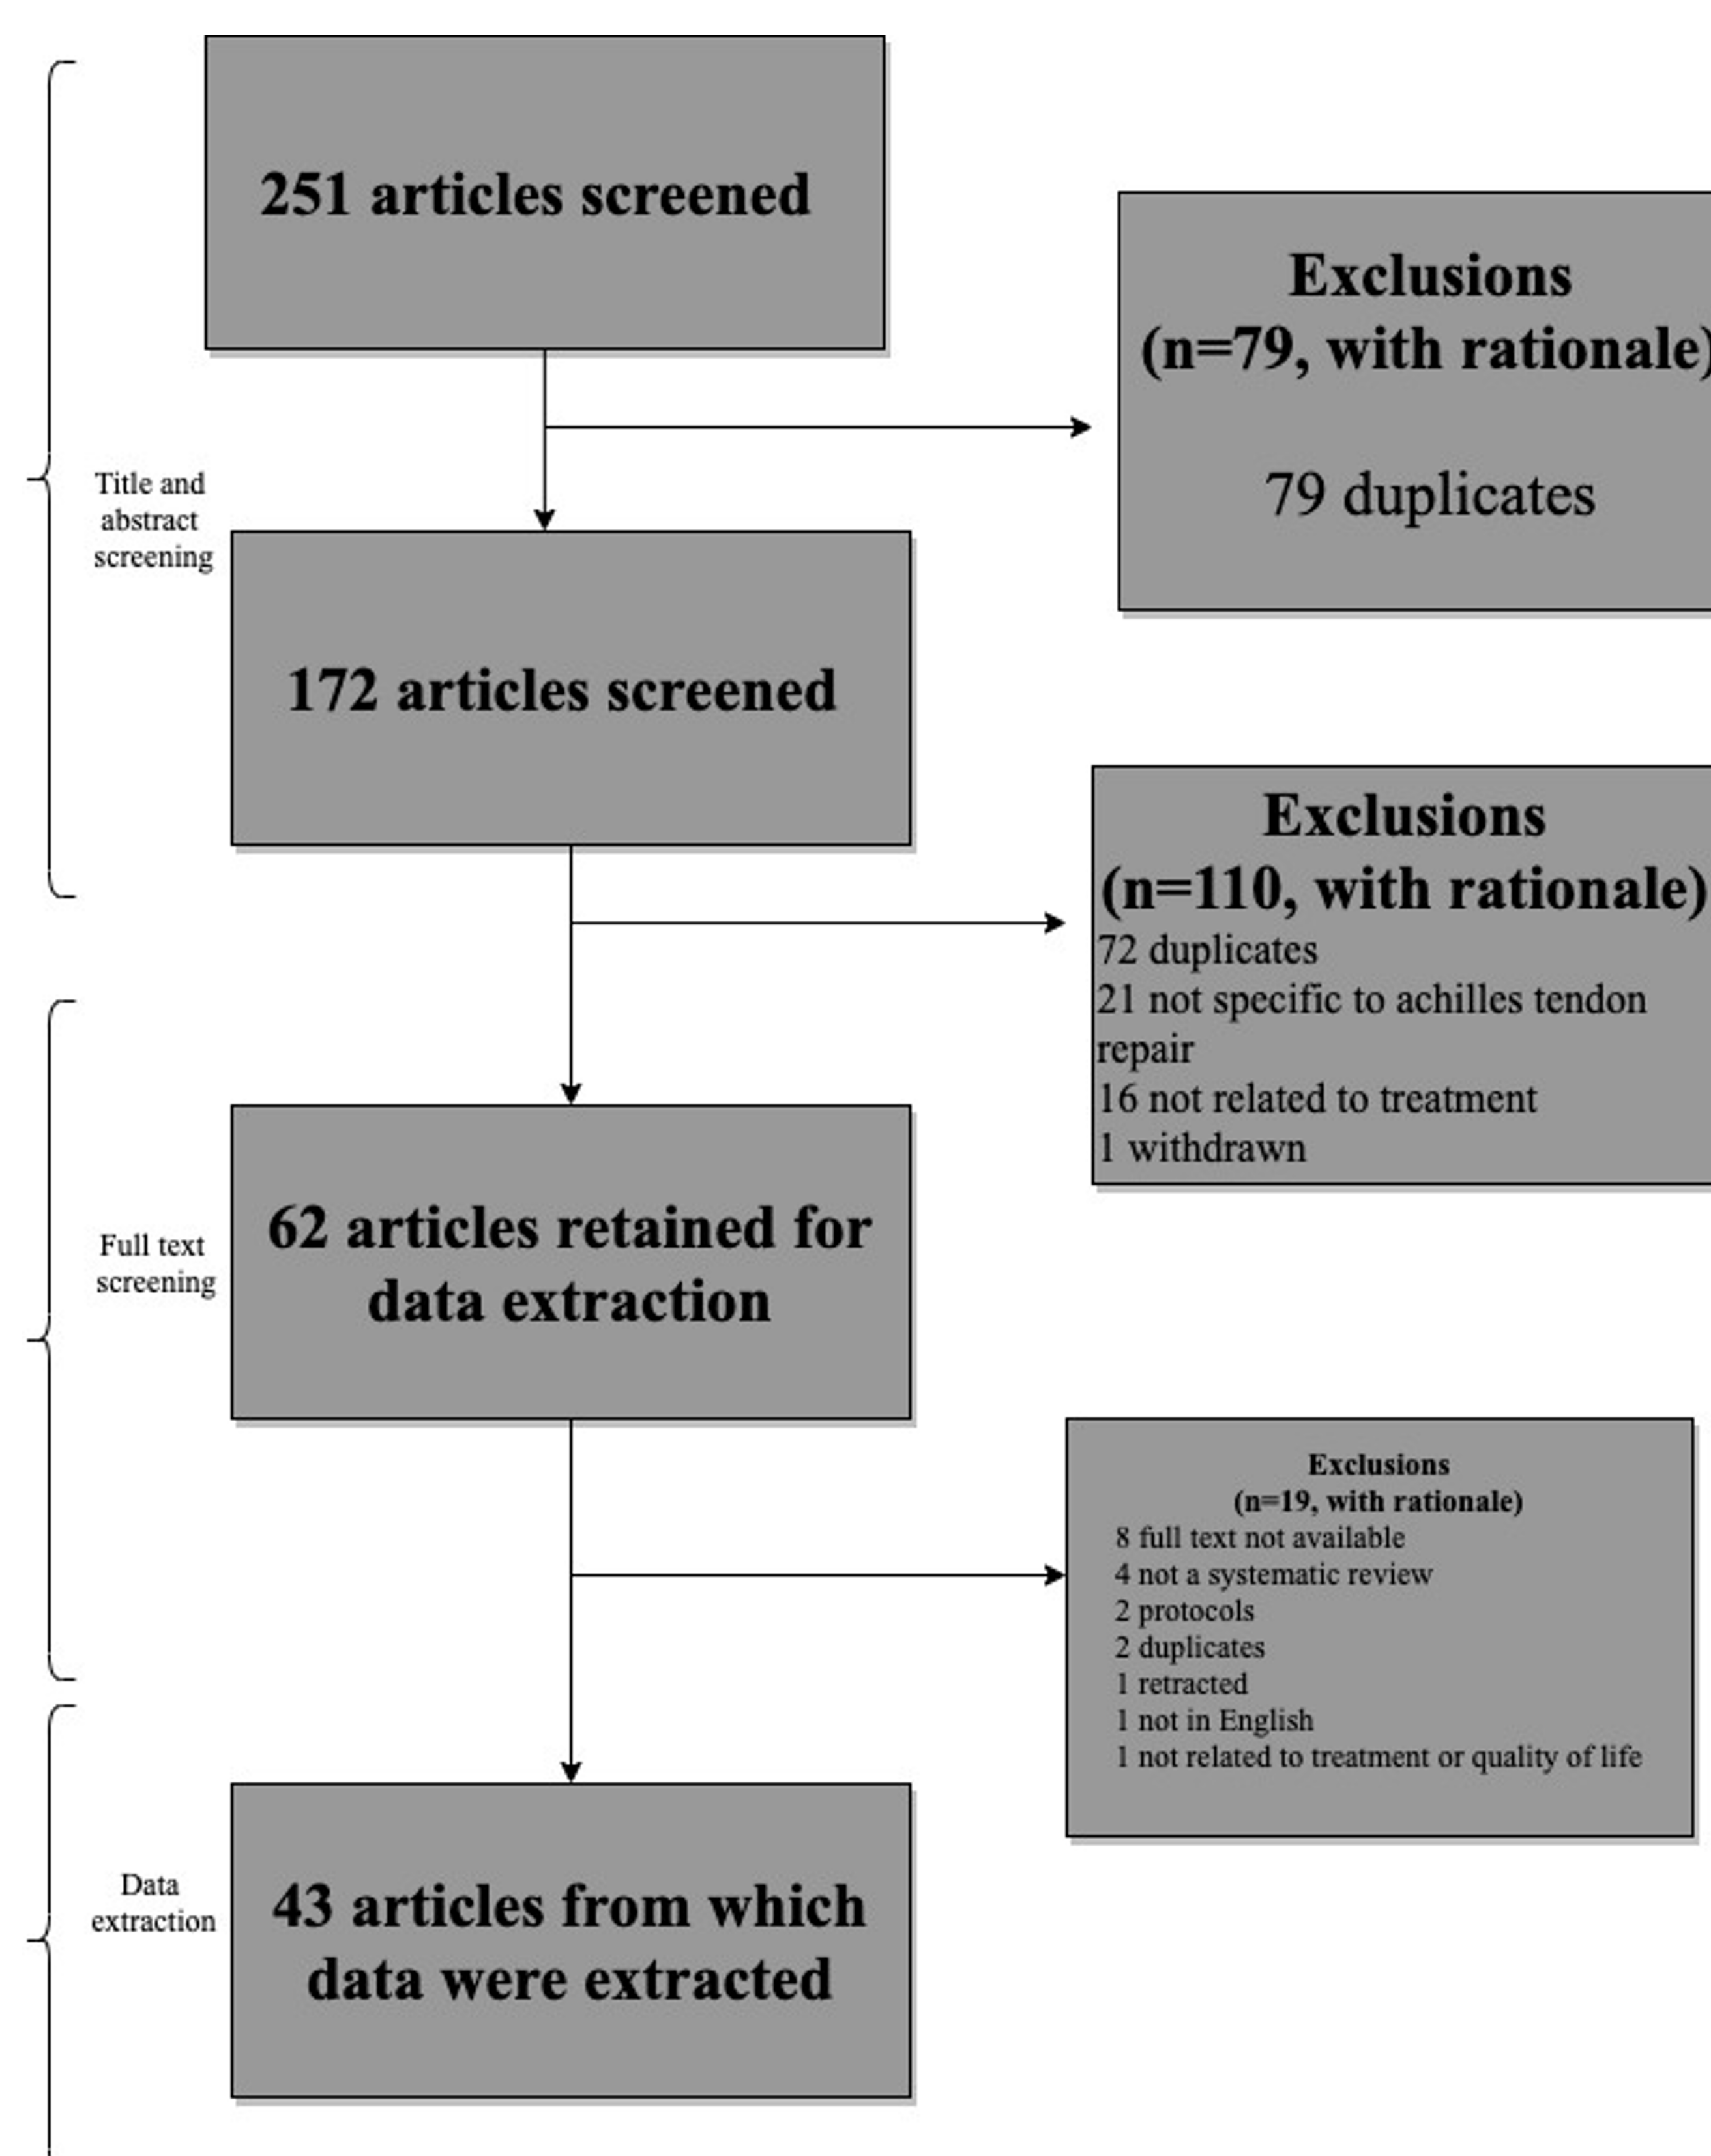 251 articles screened
Exclusions
(n=79, with rationale)
79 duplicates
Title and
abstract
screening
172 articles screened
Exclusions
(n=110, with rationale)
72 duplicates
21 not specific to achilles tendon
repair
16 not related to treatment
1 withdrawn
Full text
screening
62 articles retained for
data extraction
Exclusions
(n=19, with rationale)
8 full text not available
4 not a systematic review
2 protocols
2 duplicates
1 retracted
1 not in English
1 not related to treatment or quality of life
Data
extraction
43 articles from which
data were extracted